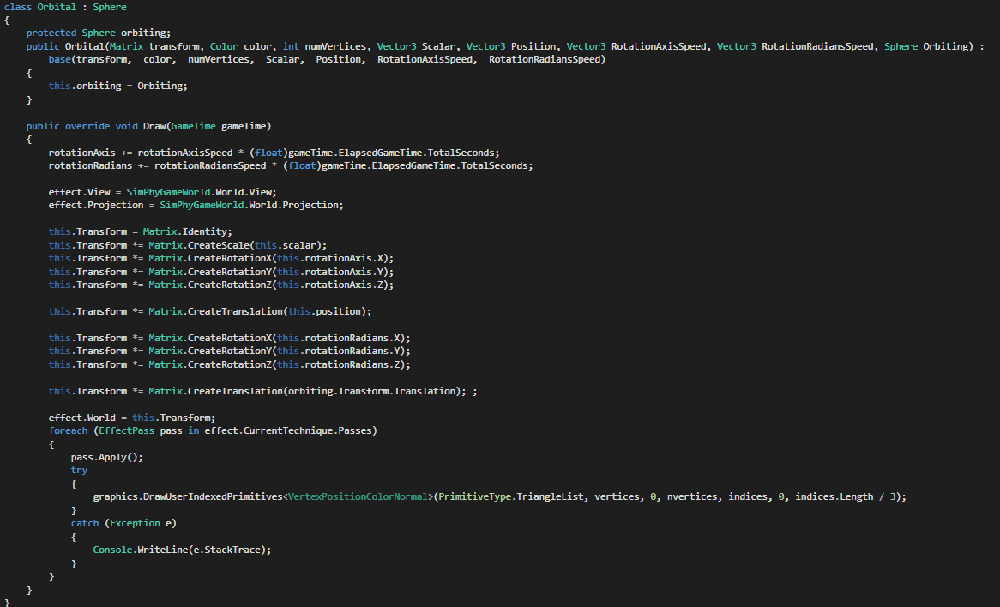 class Orbital : Sphere
{
    protected Sphere orbiting;
    public Orbital(Matrix transform, Color color, int numVertices, Vector3 Scalar, Vector3 Position, Vector3 RotationAxisSpeed, Vector3 RotationRadiansSpeed, Sphere Orbiting) :
        base(transform,  color,  numVertices,  Scalar,  Position,  RotationAxisSpeed,  RotationRadiansSpeed)
    {
        this.orbiting = Orbiting;
    }

    public override void Draw(GameTime gameTime)
    {
        rotationAxis += rotationAxisSpeed * (float)gameTime.ElapsedGameTime.TotalSeconds;
        rotationRadians += rotationRadiansSpeed * (float)gameTime.ElapsedGameTime.TotalSeconds;

        effect.View = SimPhyGameWorld.World.View;
        effect.Projection = SimPhyGameWorld.World.Projection;

        this.Transform = Matrix.Identity;
        this.Transform *= Matrix.CreateScale(this.scalar);
        this.Transform *= Matrix.CreateRotationX(this.rotationAxis.X);
        this.Transform *= Matrix.CreateRotationY(this.rotationAxis.Y);
        this.Transform *= Matrix.CreateRotationZ(this.rotationAxis.Z);

        this.Transform *= Matrix.CreateTranslation(this.position);

        this.Transform *= Matrix.CreateRotationX(this.rotationRadians.X);
        this.Transform *= Matrix.CreateRotationY(this.rotationRadians.Y);
        this.Transform *= Matrix.CreateRotationZ(this.rotationRadians.Z);

        this.Transform *= Matrix.CreateTranslation(orbiting.Transform.Translation); ;

        effect.World = this.Transform;
        foreach (EffectPass pass in effect.CurrentTechnique.Passes)
        {
            pass.Apply();
            try
            {
                graphics.DrawUserIndexedPrimitives<VertexPositionColorNormal>(PrimitiveType.TriangleList, vertices, 0, nvertices, indices, 0, indices.Length / 3);
            }
            catch (Exception e)
            {
                Console.WriteLine(e.StackTrace);
            }
        }
    }
}